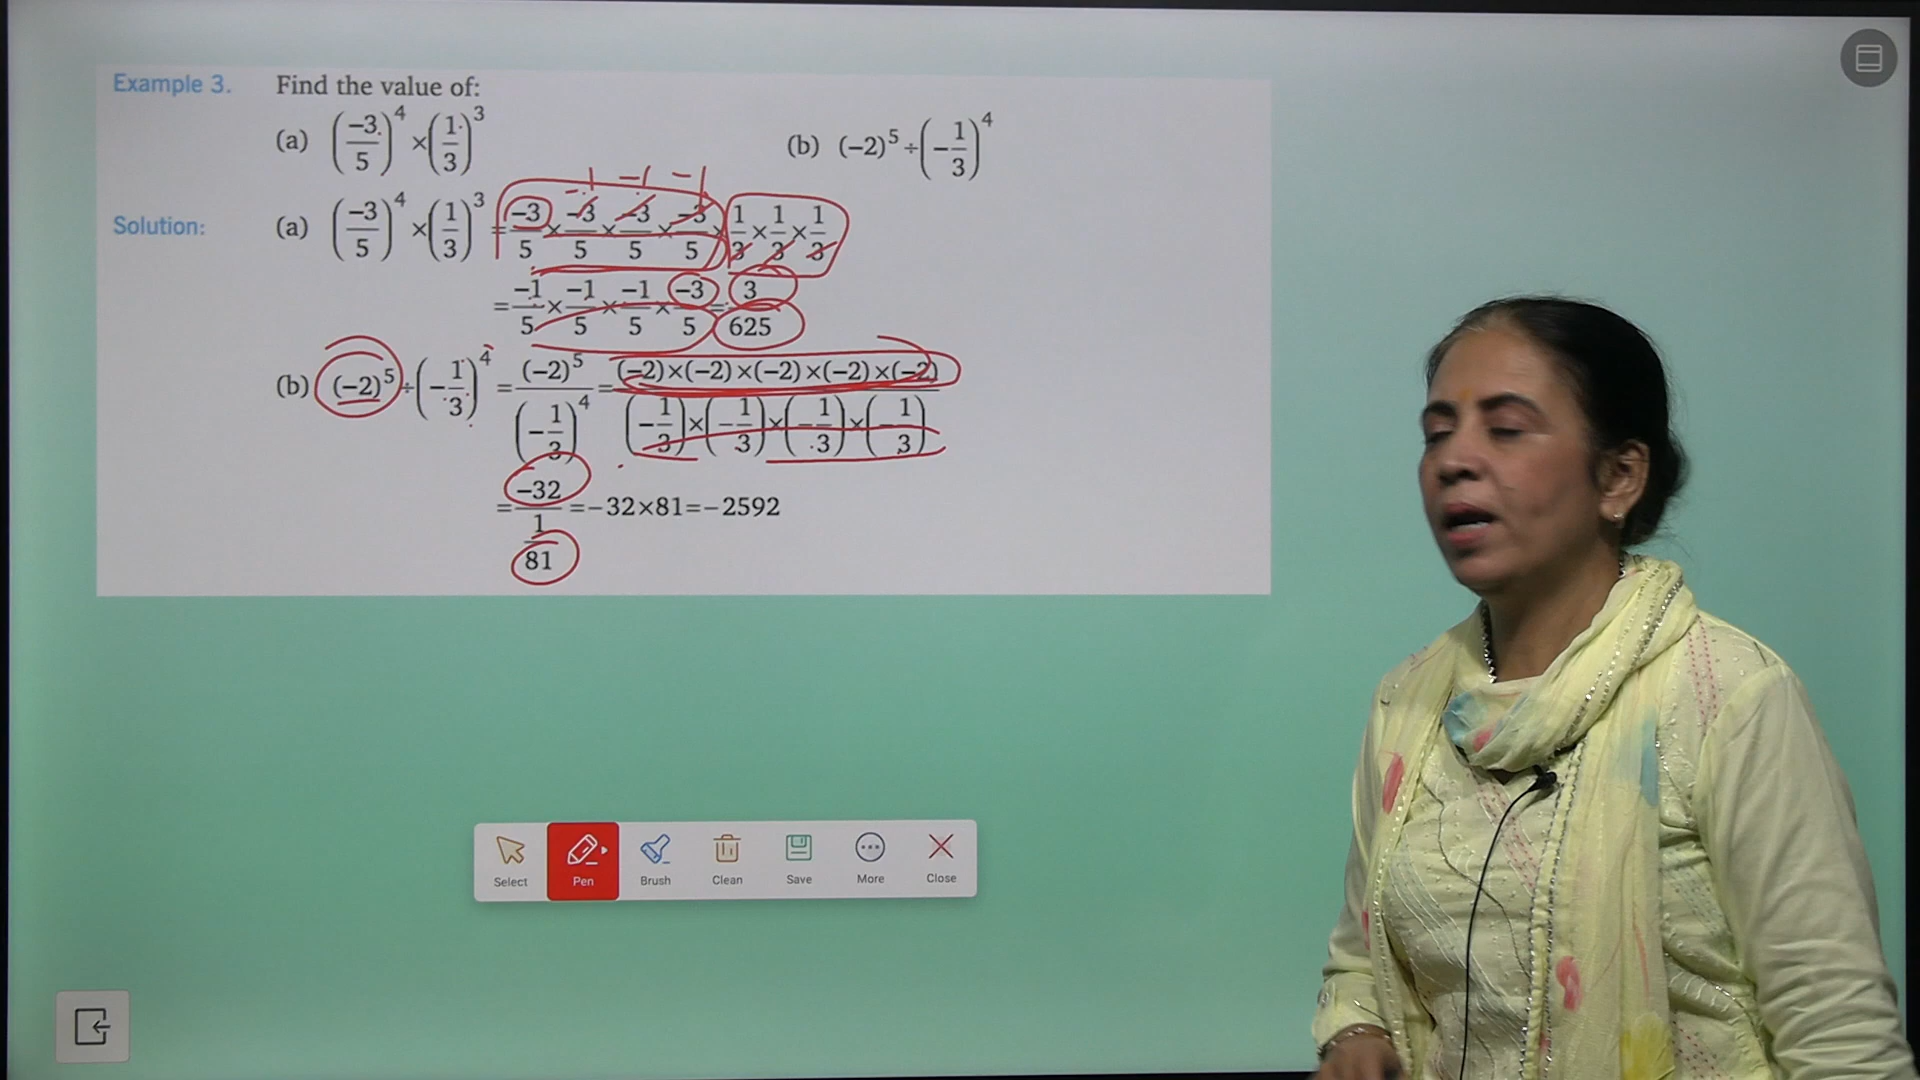 Example 3. Find the value of:
(a) (−3/5)^4 × (1/3)^3 (b) (−2)^5 ÷ (−1/3)^4
−1 −1 −1
Solution: (a) (−3/5)^4 × (1/3)^3 = −3/5 × −3/5 × −3/5 × −3/5 × 1/3 × 1/3 × 1/3
= −1/5 × −1/5 × −1/5 × −3/5 = 3/625
(b) (−2)^5 ÷ (−1/3)^4 = (−2)^5 / (−1/3)^4 = (−2)×(−2)×(−2)×(−2)×(−2) / (−1/3)×(−1/3)×(−1/3)×(−1/3)
= −32 / (1/81) = −32×81=−2592
Select Pen Brush Clean Save More Close